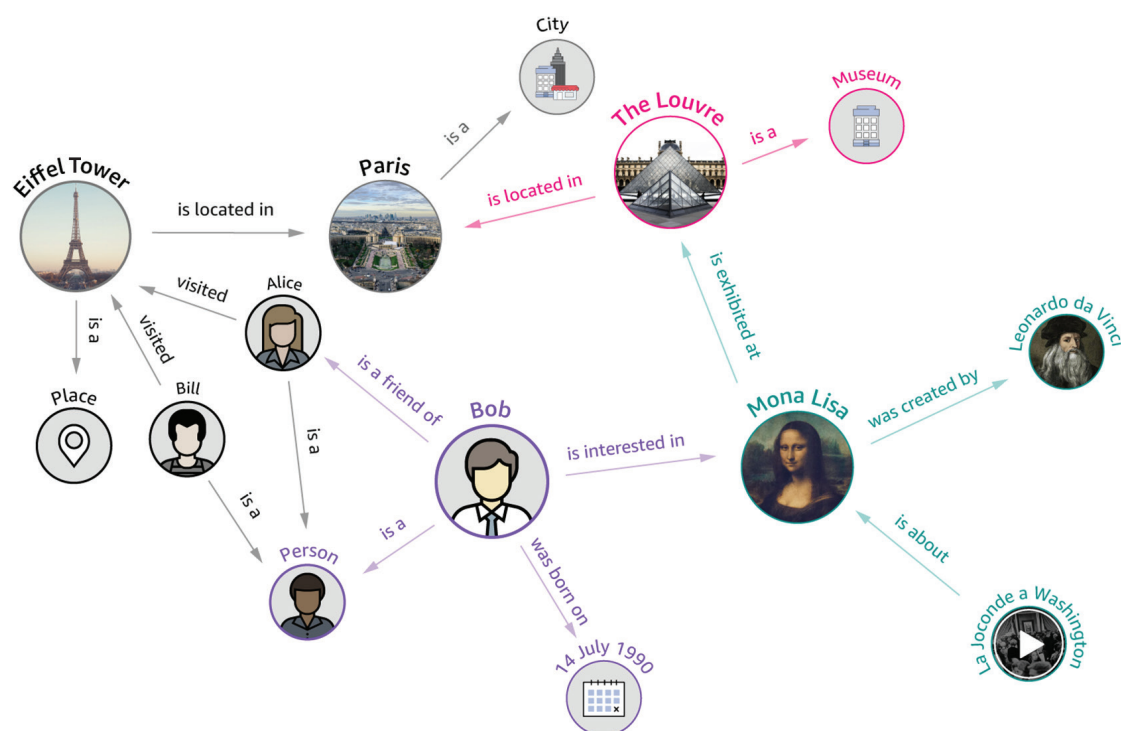 City
Museum
The Louvre
is a
is a
Eiffel Tower
Paris
is located in
is located in
visited
Alice
is a
visited
is exhibited at
Leonardo da Vinci
Place
Bill
is a friend of
Bob
Mona Lisa
was created by
is a
is interested in
is a
is a
is about
Person
was born on
La Joconde a Washington
14 July 1990